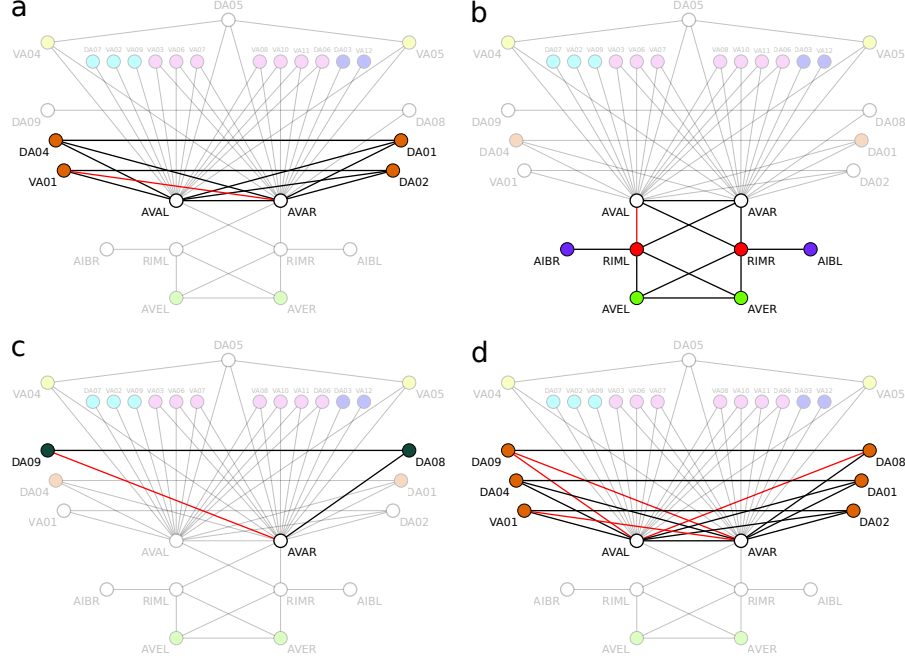 a
DA05
VA04
VA05
DA07 VA02 VA09 VA03 VA06 VA07 VA08 VA10 VA11 DA06 DA03 VA12
DA09
DA08
DA04
DA01
VA01
DA02
AVAL
AVAR
AIBR
RIML
RIMR
AIBL
AVEL
AVER
b
DA05
VA04
VA05
DA07 VA02 VA09 VA03 VA06 VA07 VA08 VA10 VA11 DA06 DA03 VA12
DA09
DA08
DA04
DA01
VA01
DA02
AVAL
AVAR
AIBR
RIML
RIMR
AIBL
AVEL
AVER
c
DA05
VA04
VA05
DA07 VA02 VA09 VA03 VA06 VA07 VA08 VA10 VA11 DA06 DA03 VA12
DA09
DA08
DA04
DA01
VA01
DA02
AVAL
AVAR
AIBR
RIML
RIMR
AIBL
AVEL
AVER
d
DA05
VA04
VA05
DA07 VA02 VA09 VA03 VA06 VA07 VA08 VA10 VA11 DA06 DA03 VA12
DA09
DA08
DA04
DA01
VA01
DA02
AVAL
AVAR
AIBR
RIML
RIMR
AIBL
AVEL
AVER